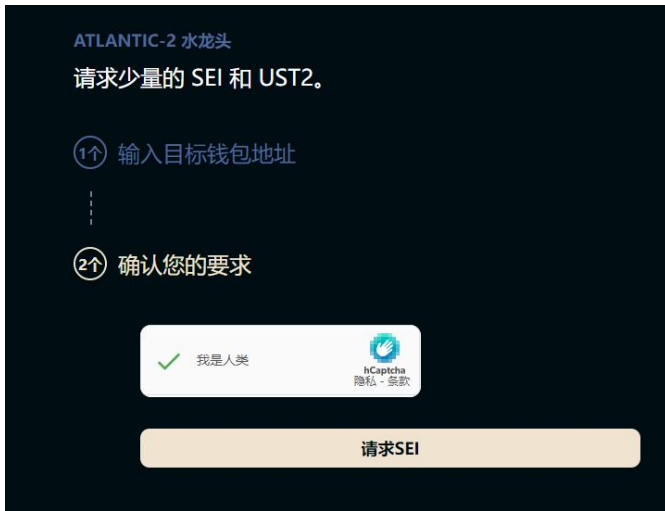 ATLANTIC-2 水龙头
请求少量的 SEI 和 UST2。
1个 输入目标钱包地址
2个 确认您的要求
我是人类
hCaptcha
隐私 - 条款
请求SEI